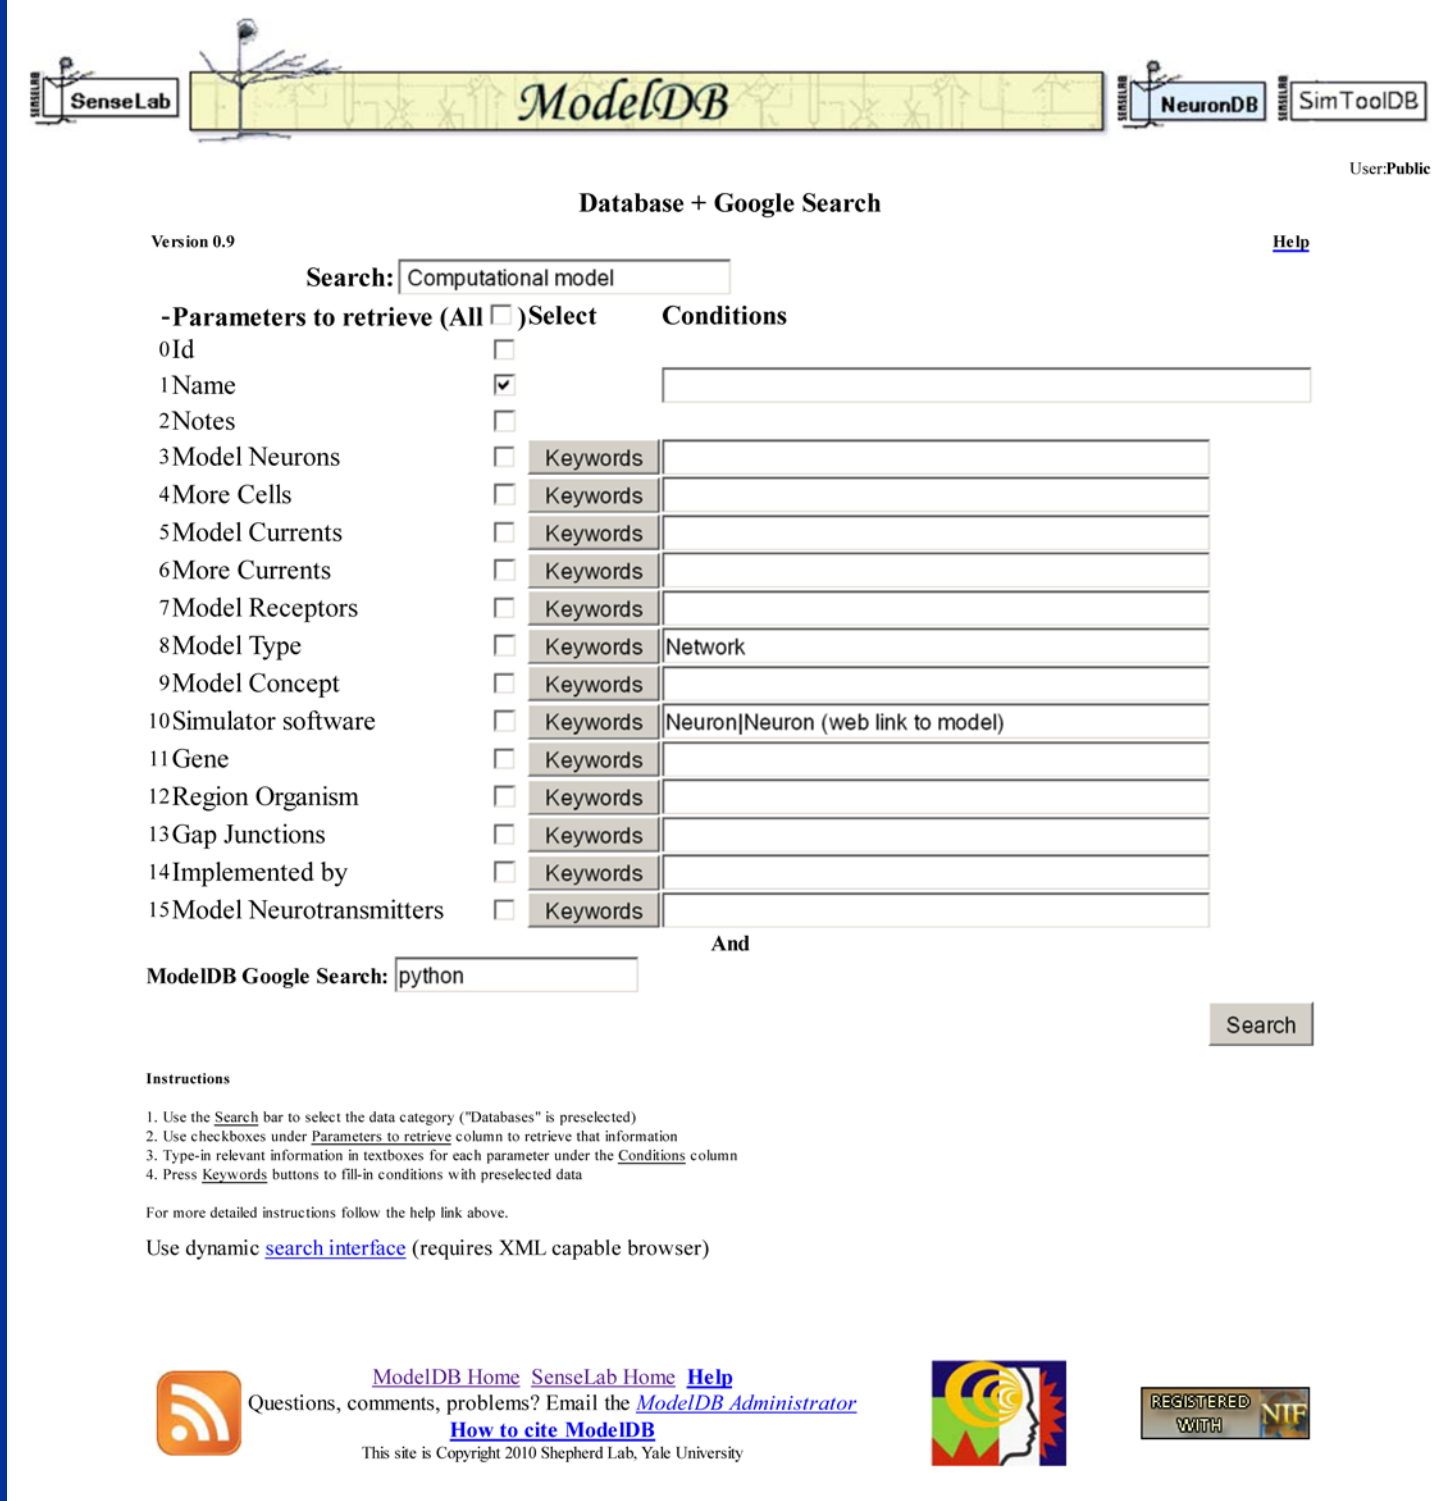 SENSELAB
SenseLab
ModelDB
SENSELAB
NeuronDB
SENSELAB
SimToolDB
User:Public
Database + Google Search
Version 0.9
Help
Search: Computational model
-Parameters to retrieve (All ) Select Conditions
0 Id
1 Name
2 Notes
3 Model Neurons Keywords
4 More Cells Keywords
5 Model Currents Keywords
6 More Currents Keywords
7 Model Receptors Keywords
8 Model Type Keywords Network
9 Model Concept Keywords
10 Simulator software Keywords Neuron|Neuron (web link to model)
11 Gene Keywords
12 Region Organism Keywords
13 Gap Junctions Keywords
14 Implemented by Keywords
15 Model Neurotransmitters Keywords
And
ModelDB Google Search: python
Search
Instructions
1. Use the Search bar to select the data category ("Databases" is preselected)
2. Use checkboxes under Parameters to retrieve column to retrieve that information
3. Type-in relevant information in textboxes for each parameter under the Conditions column
4. Press Keywords buttons to fill-in conditions with preselected data
For more detailed instructions follow the help link above.
Use dynamic search interface (requires XML capable browser)
ModelDB Home SenseLab Home Help
Questions, comments, problems? Email the ModelDB Administrator
How to cite ModelDB
This site is Copyright 2010 Shepherd Lab, Yale University
REGISTERED
WITH
NIF